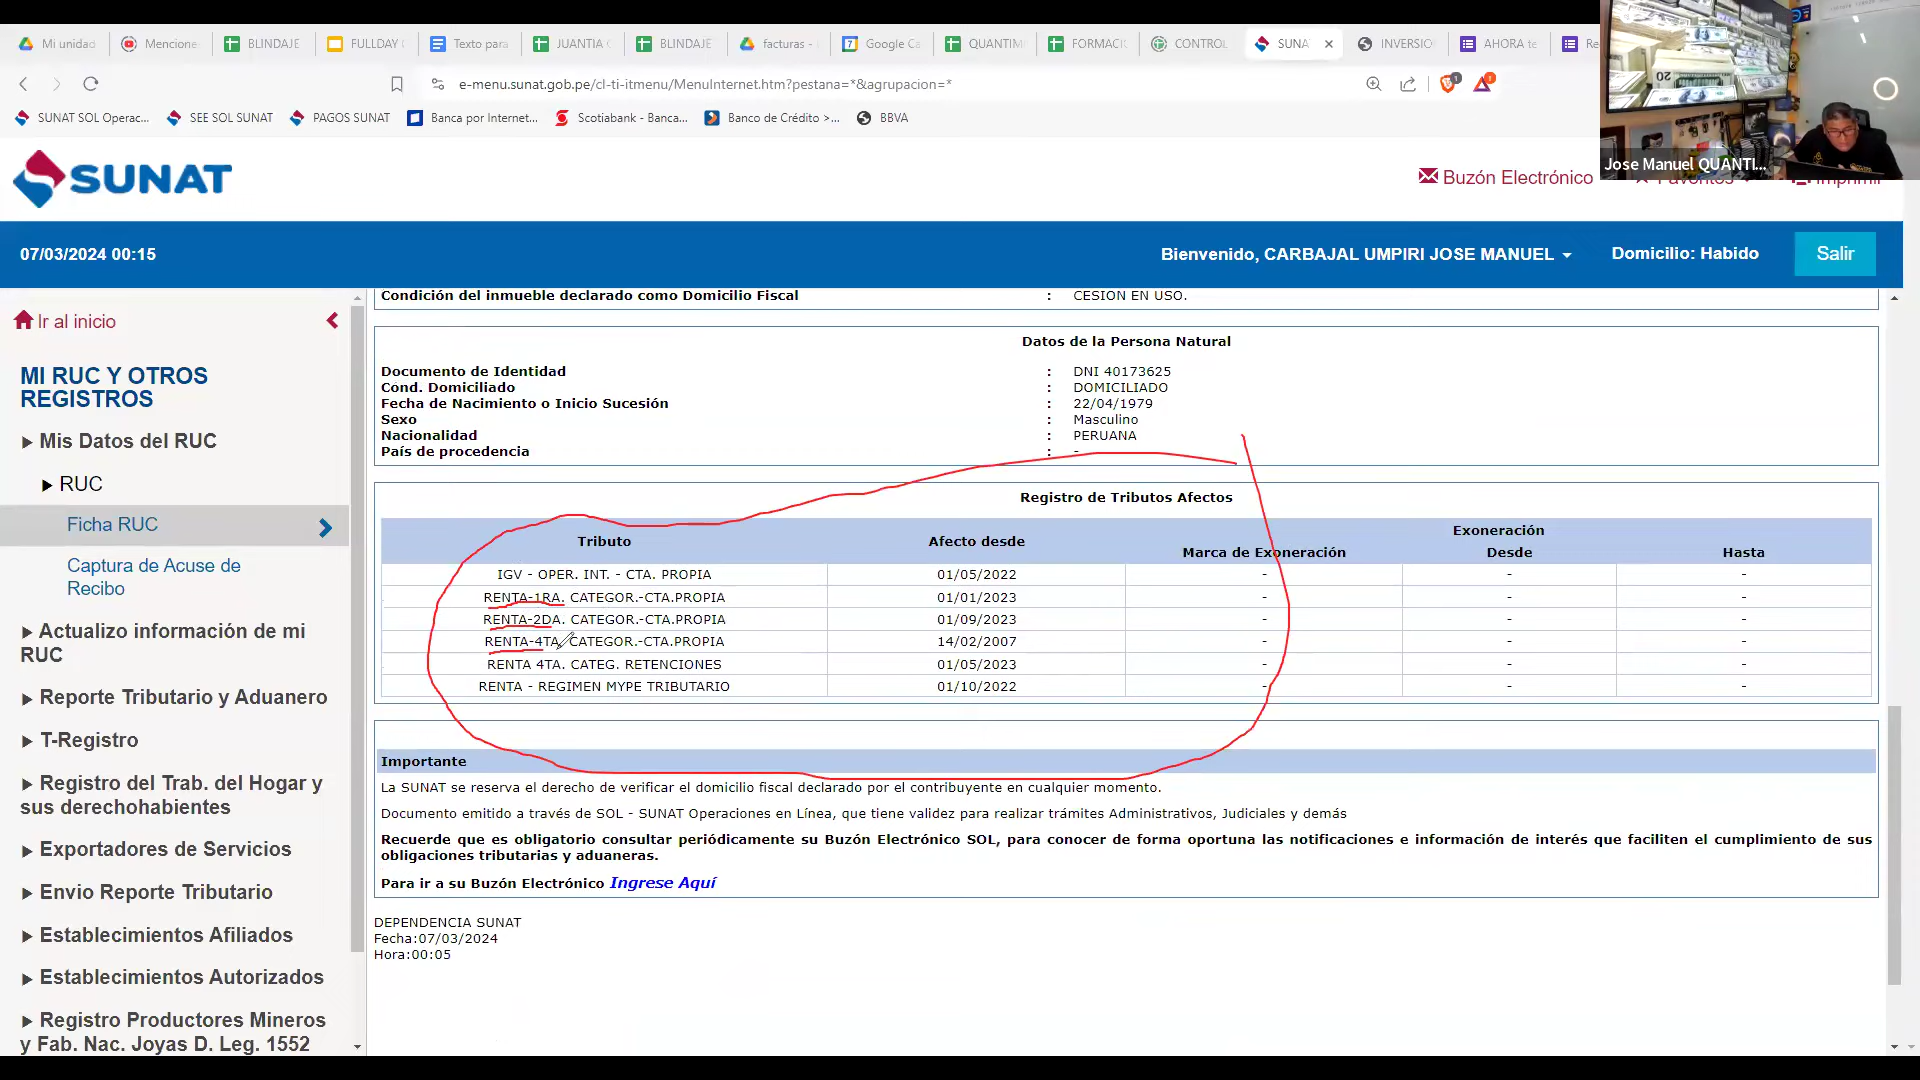 Mi unidad
Mencione
BLINDAJE
FULLDAY
Texto para
JUANTIA
BLINDAJE
facturas -
Google Ca
QUANTIM
FORMACI
CONTROL
SUNA
INVERSIO
AHORA te
Re
e-menu.sunat.gob.pe/cl-ti-itmenu/MenuInternet.htm?pestana=*&agrupacion=*
SUNAT SOL Operac...
SEE SOL SUNAT
PAGOS SUNAT
Banca por Internet...
Scotiabank - Banca...
Banco de Crédito >...
BBVA
Jose Manuel QUANTI...
SUNAT
Buzón Electrónico
Favoritos
Imprimir
07/03/2024 00:15
Bienvenido, CARBAJAL UMPIRI JOSE MANUEL
Domicilio: Habido
Salir
Ir al inicio
MI RUC Y OTROS
REGISTROS
Mis Datos del RUC
RUC
Ficha RUC
Captura de Acuse de
Recibo
Actualizo información de mi
RUC
Reporte Tributario y Aduanero
T-Registro
Registro del Trab. del Hogar y
sus derechohabientes
Exportadores de Servicios
Envio Reporte Tributario
Establecimientos Afiliados
Establecimientos Autorizados
Registro Productores Mineros
y Fab. Nac. Joyas D. Leg. 1552
Condición del inmueble declarado como Domicilio Fiscal : CESION EN USO.
Datos de la Persona Natural
Documento de Identidad : DNI 40173625
Cond. Domiciliado : DOMICILIADO
Fecha de Nacimiento o Inicio Sucesión : 22/04/1979
Sexo : Masculino
Nacionalidad : PERUANA
País de procedencia : -
Registro de Tributos Afectos
Exoneración
Tributo Afecto desde Marca de Exoneración Desde Hasta
IGV - OPER. INT. - CTA. PROPIA 01/05/2022 - - -
RENTA-1RA. CATEGOR.-CTA.PROPIA 01/01/2023 - - -
RENTA-2DA. CATEGOR.-CTA.PROPIA 01/09/2023 - - -
RENTA-4TA. CATEGOR.-CTA.PROPIA 14/02/2007 - - -
RENTA 4TA. CATEG. RETENCIONES 01/05/2023 - - -
RENTA - REGIMEN MYPE TRIBUTARIO 01/10/2022 - - -
Importante
La SUNAT se reserva el derecho de verificar el domicilio fiscal declarado por el contribuyente en cualquier momento.
Documento emitido a través de SOL - SUNAT Operaciones en Línea, que tiene validez para realizar trámites Administrativos, Judiciales y demás
Recuerde que es obligatorio consultar periódicamente su Buzón Electrónico SOL, para conocer de forma oportuna las notificaciones e información de interés que faciliten el cumplimiento de sus
obligaciones tributarias y aduaneras.
Para ir a su Buzón Electrónico Ingrese Aquí
DEPENDENCIA SUNAT
Fecha:07/03/2024
Hora:00:05